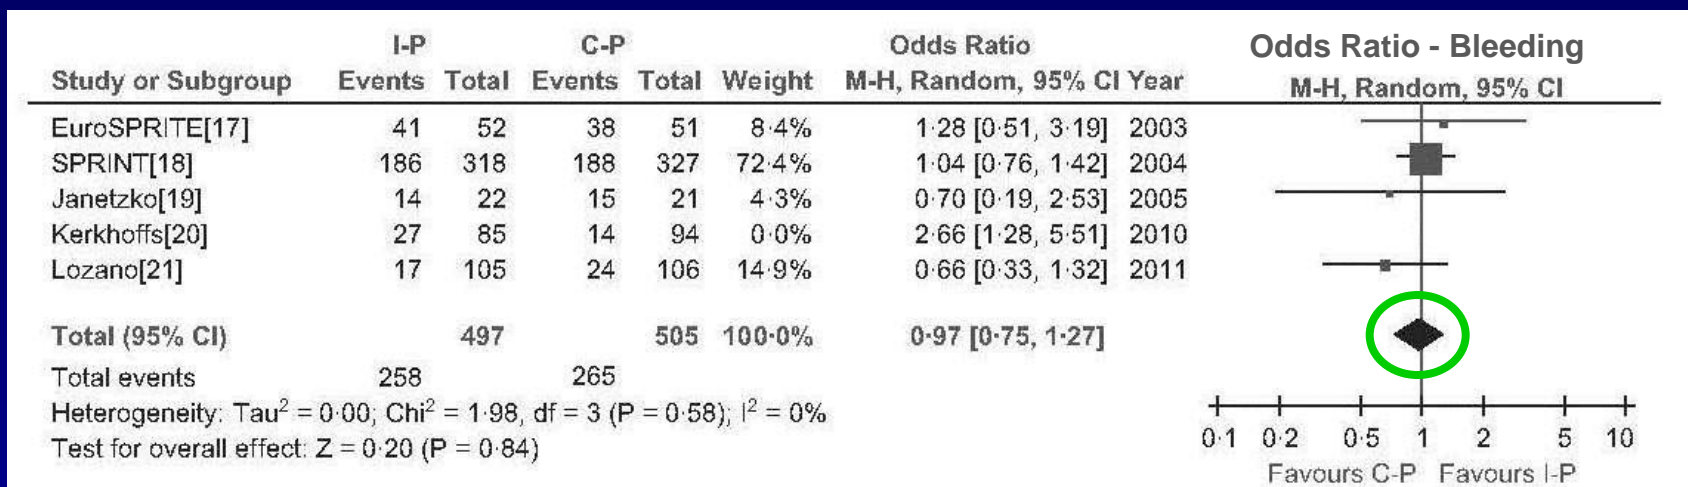 I-P C-P Odds Ratio Odds Ratio - Bleeding
Study or Subgroup Events Total Events Total Weight M-H, Random, 95% CI Year M-H, Random, 95% CI
EuroSPRITE[17] 41 52 38 51 8·4% 1·28 [0·51, 3·19] 2003
SPRINT[18] 186 318 188 327 72·4% 1·04 [0·76, 1·42] 2004
Janetzko[19] 14 22 15 21 4·3% 0·70 [0·19, 2·53] 2005
Kerkhoffs[20] 27 85 14 94 0·0% 2·66 [1·28, 5·51] 2010
Lozano[21] 17 105 24 106 14·9% 0·66 [0·33, 1·32] 2011
Total (95% CI) 497 505 100·0% 0·97 [0·75, 1·27]
Total events 258 265
Heterogeneity: Tau² = 0·00; Chi² = 1·98, df = 3 (P = 0·58); I² = 0%
Test for overall effect: Z = 0·20 (P = 0·84)
0·1 0·2 0·5 1 2 5 10
Favours C-P Favours I-P